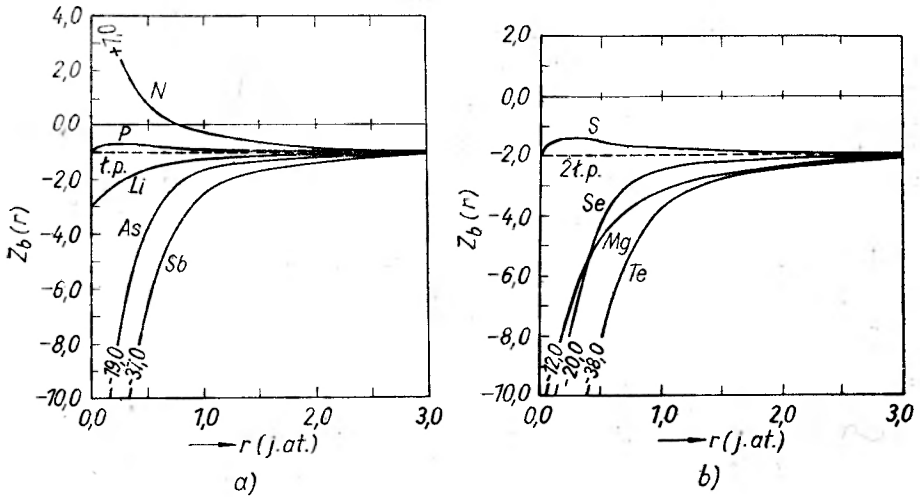 4,0
2,0
0,0
-2,0
-4,0
-6,0
-8,0
-10,0
Z_b(r)
+7,0
N
P
ł.p.
Li
As
Sb
-19,0
-37,0
0,0 1,0 2,0 3,0
r (j.at.)
a)
2,0
0,0
-2,0
-4,0
-6,0
-8,0
-10,0
S
2ł.p.
Se
Mg
Te
-12,0
-20,0
-38,0
0,0 1,0 2,0 3,0
r (j.at.)
b)